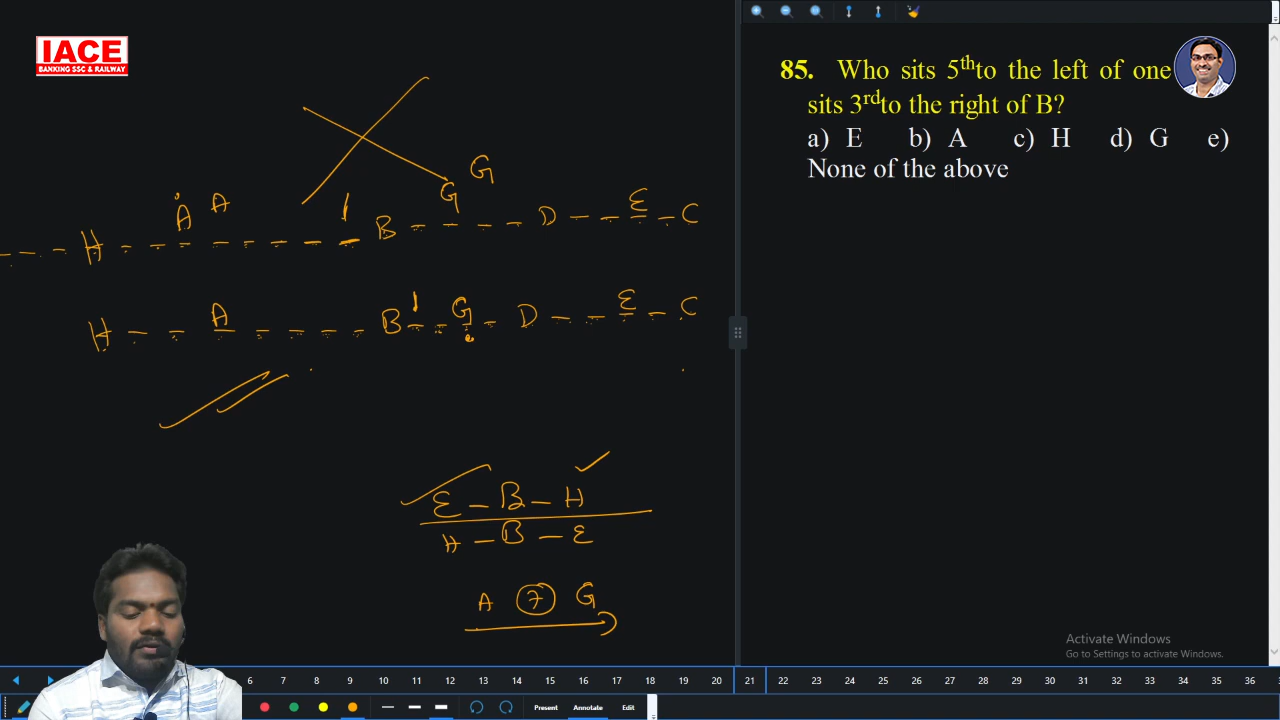 IACE
BANKING SSC & RAILWAY
85. Who sits 5th to the left of one
sits 3rd to the right of B?
a) E b) A c) H d) G e)
None of the above
G
A A G E
H B D C
A G E
H B D C
E - B - H
H - B - E
A 7 G
Activate Windows
Go to Settings to activate Windows.
6 7 8 9 10 11 12 13 14 15 16 17 18 19 20 21 22 23 24 25 26 27 28 29 30 31 32 33 34 35 36
Present Annotate Edit